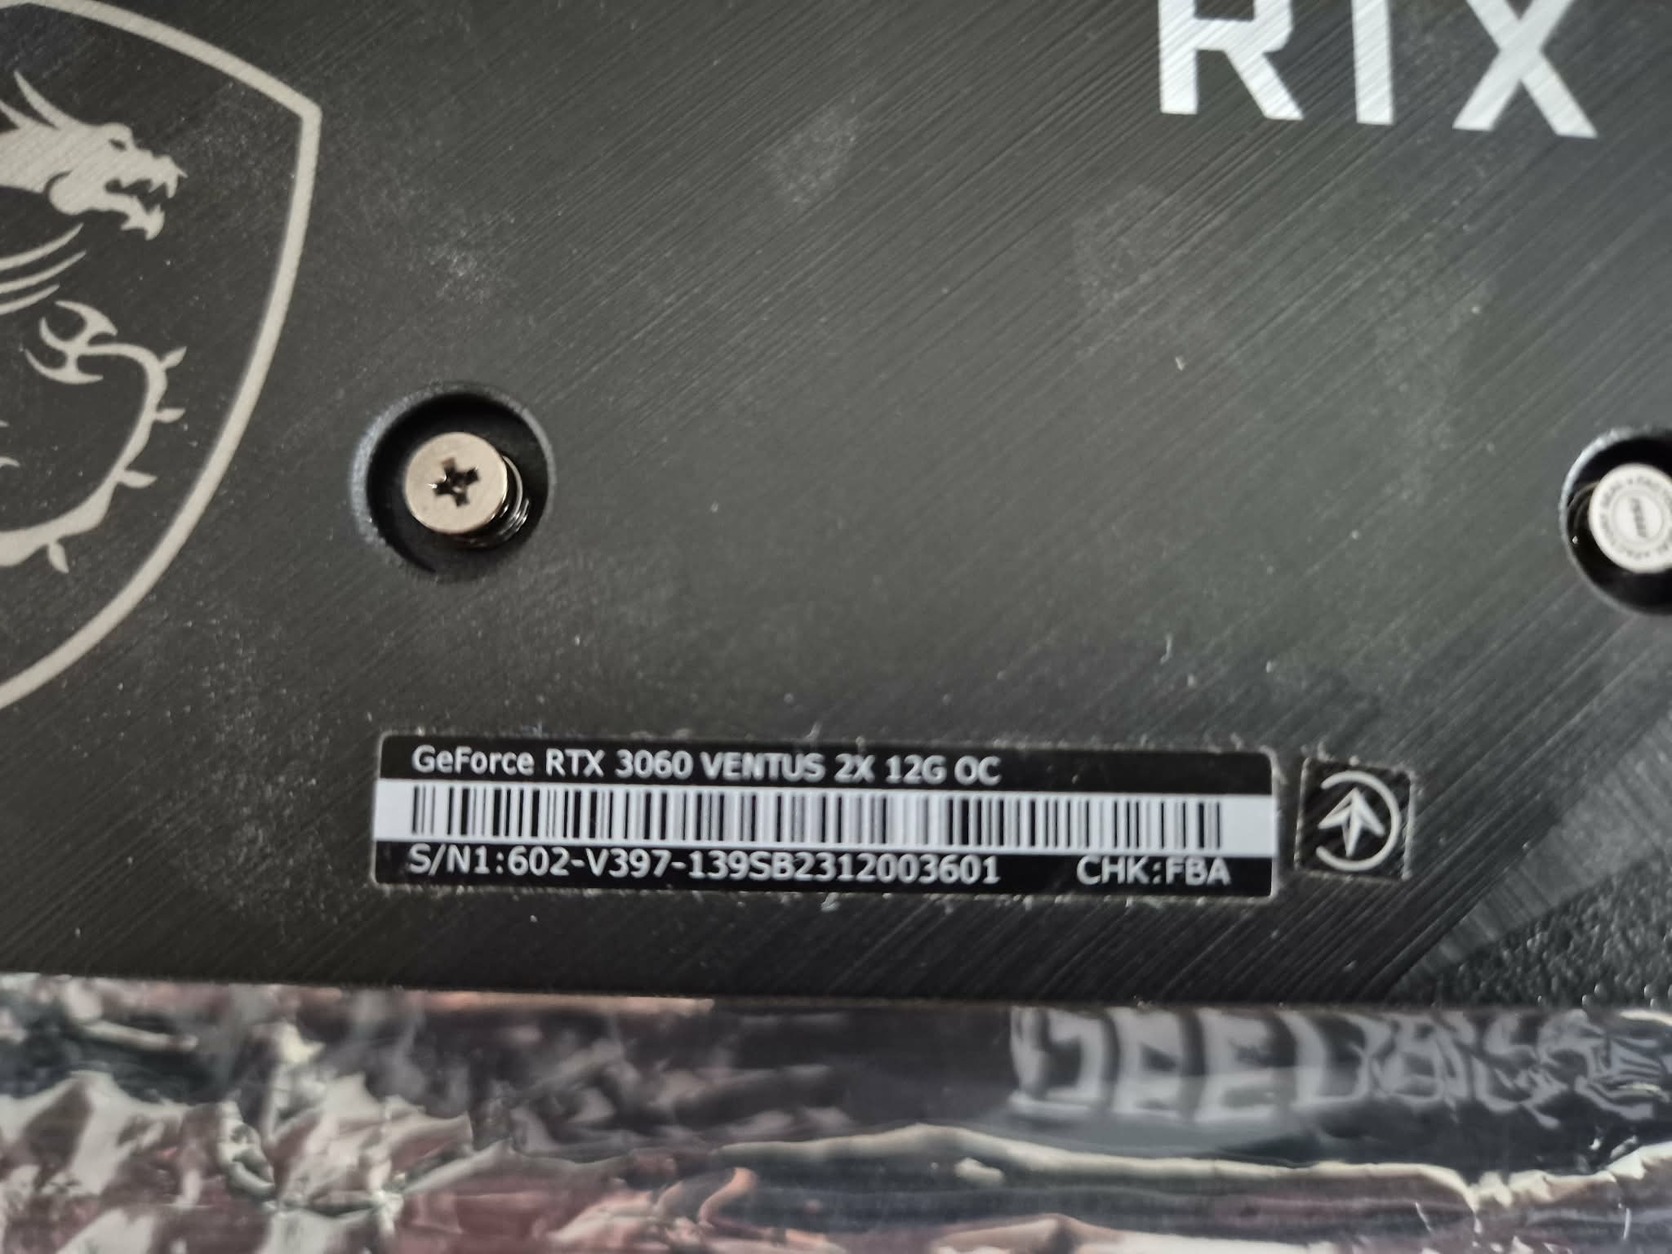 RTX
GeForce RTX 3060 VENTUS 2X 12G OC
S/N1:602-V397-139SB2312003601 CHK:FBA